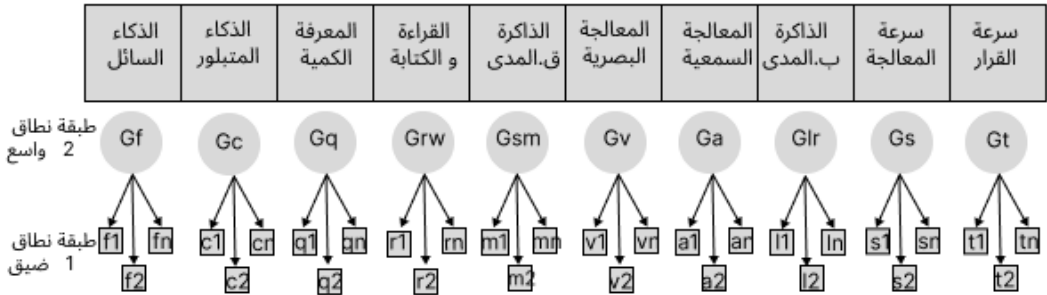 الذكاء السائل
الذكاء المتبلور
المعرفة الكمية
القراءة و الكتابة
الذاكرة ق.المدى
المعالجة البصرية
المعالجة السمعية
الذاكرة ب.المدى
سرعة المعالجة
سرعة القرار
طبقة نطاق
2 واسع
Gf Gc Gq Grw Gsm Gv Ga Glr Gs Gt
طبقة نطاق
1 ضيق
f1 fn c1 cn q1 qn r1 rn m1 mn v1 vn a1 an l1 ln s1 sn t1 tn
f2 c2 q2 r2 m2 v2 a2 l2 s2 t2